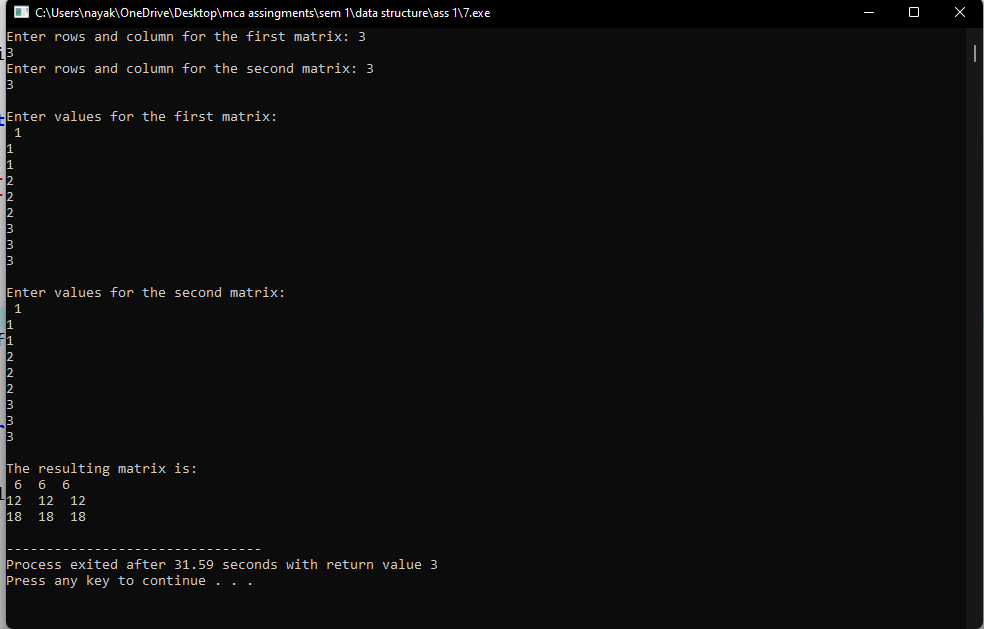 C:\Users\nayak\OneDrive\Desktop\mca assingments\sem 1\data structure\ass 1\7.exe
Enter rows and column for the first matrix: 3
3
Enter rows and column for the second matrix: 3
3
Enter values for the first matrix:
1
1
1
2
2
2
3
3
3
Enter values for the second matrix:
1
1
1
2
2
2
3
3
3
The resulting matrix is:
6  6  6
12  12  12
18  18  18
--------------------------------
Process exited after 31.59 seconds with return value 3
Press any key to continue . . .